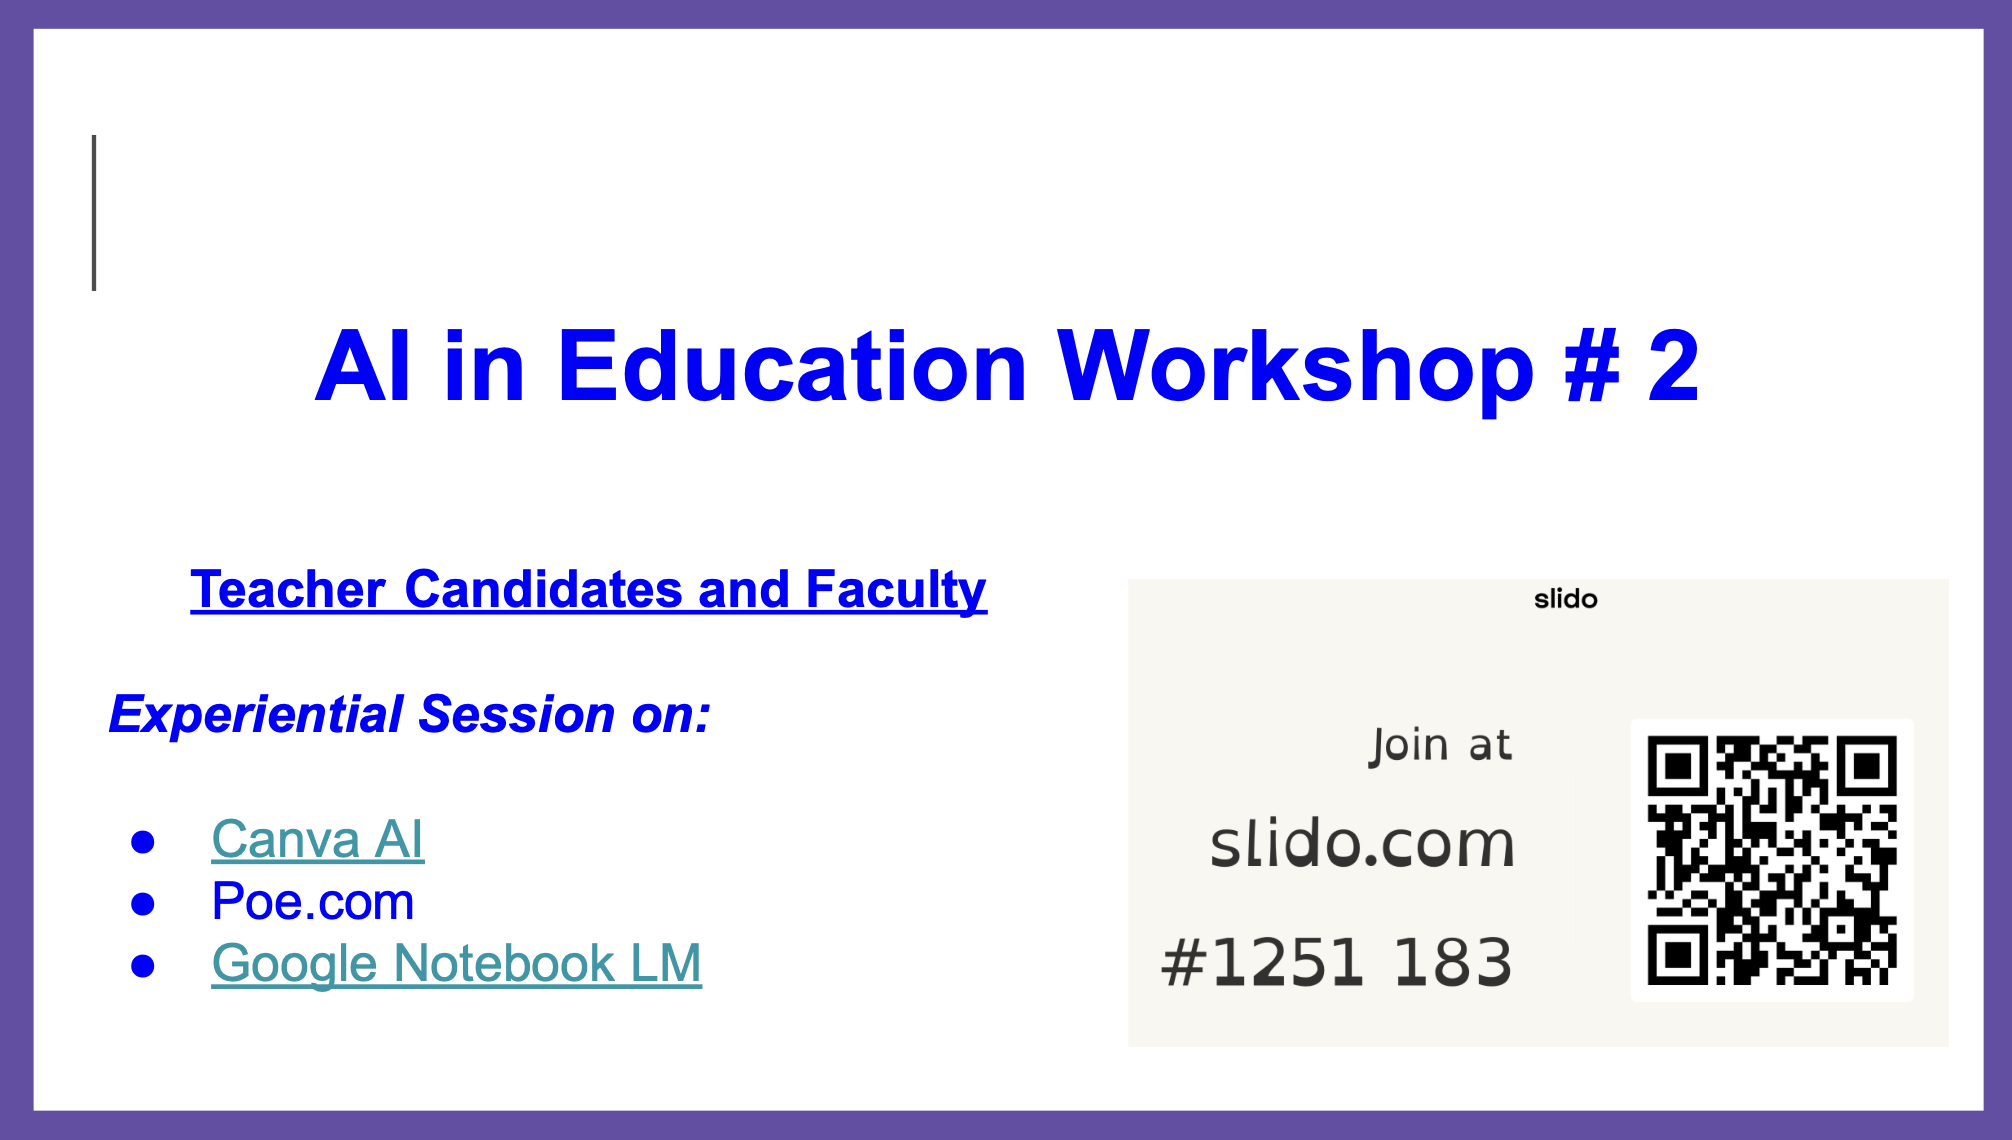 AI in Education Workshop # 2
Teacher Candidates and Faculty
Experiential Session on:
● Canva AI
● Poe.com
● Google Notebook LM
slido
Join at
slido.com
#1251 183